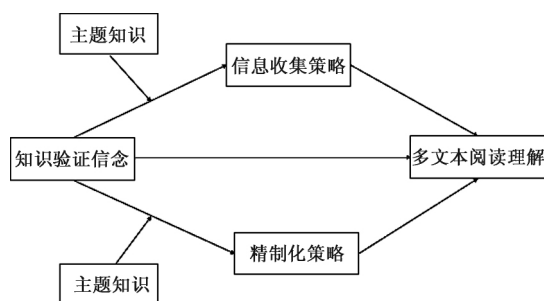 主题知识
信息收集策略
知识验证信念
多文本阅读理解
精制化策略
主题知识